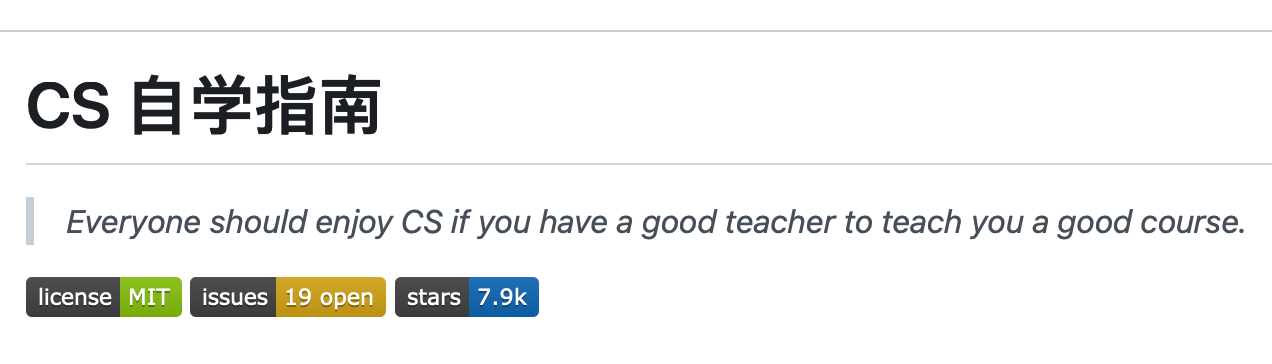 CS 自学指南
Everyone should enjoy CS if you have a good teacher to teach you a good course.
license MIT issues 19 open stars 7.9k